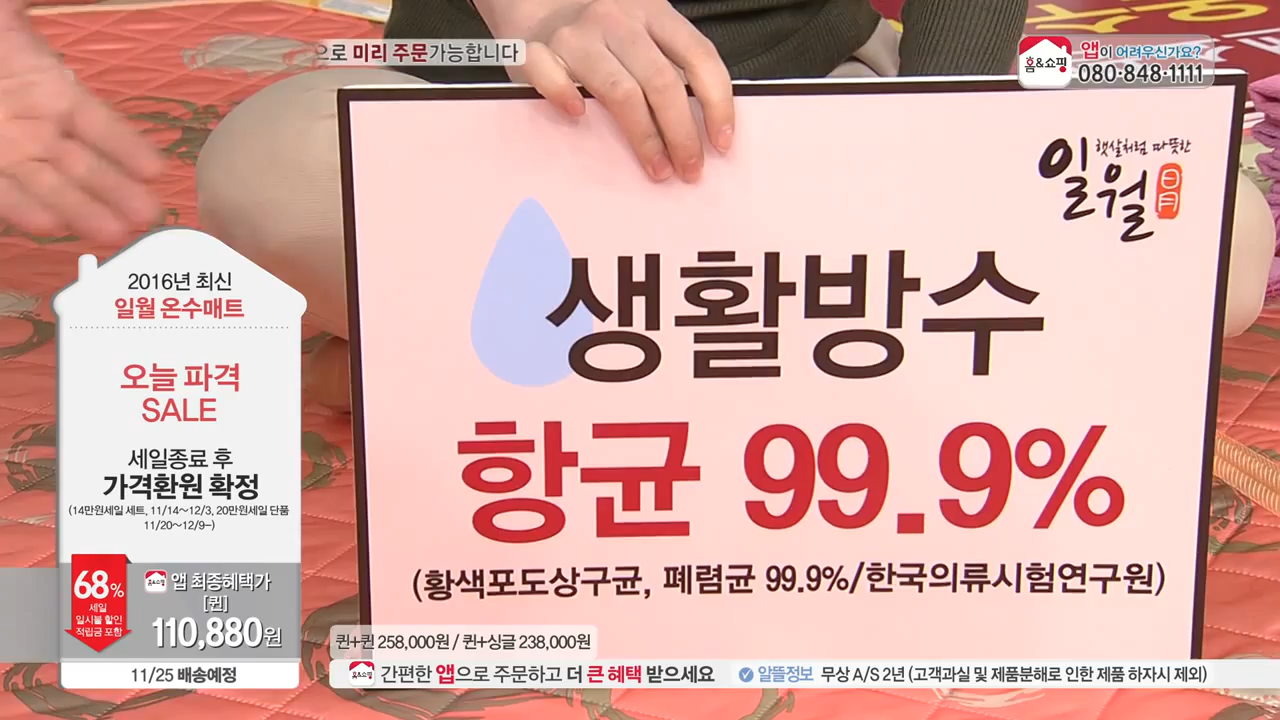 으로 미리 주문가능합니다
홈&쇼핑
앱이 어려우신가요?
080-848-1111
햇살처럼 따뜻한
일월
日月
생활방수
항균 99.9%
(황색포도상구균, 폐렴균 99.9%/한국의류시험연구원)
2016년 최신
일월 온수매트
오늘 파격
SALE
세일종료 후
가격환원 확정
(14만원세일 세트, 11/14~12/3, 20만원세일 단품
11/20~12/9-)
68%
세일
일시불 할인
적립금 포함
홈&쇼핑 앱 최종혜택가
[퀸]
110,880원
11/25 배송예정
퀸+퀸 258,000원 / 퀸+싱글 238,000원
홈&쇼핑 간편한 앱으로 주문하고 더 큰 혜택 받으세요
알뜰정보 무상 A/S 2년 (고객과실 및 제품분해로 인한 제품 하자시 제외)